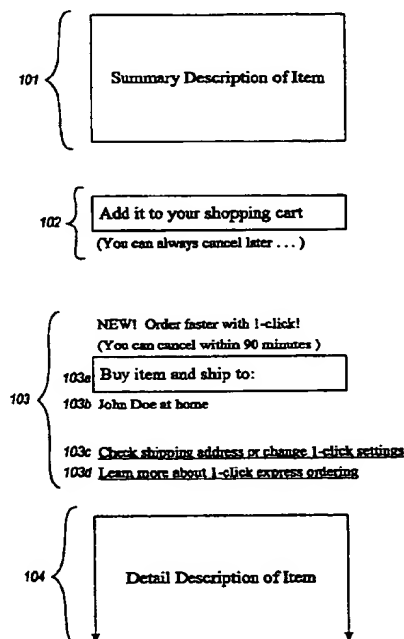 101 Summary Description of Item
102 Add it to your shopping cart
(You can always cancel later . . . )
NEW! Order faster with 1-click!
(You can cancel within 90 minutes )
103 103a Buy item and ship to:
103b John Doe at home
103c Check shipping address or change 1-click settings
103d Learn more about 1-click express ordering
104 Detail Description of Item